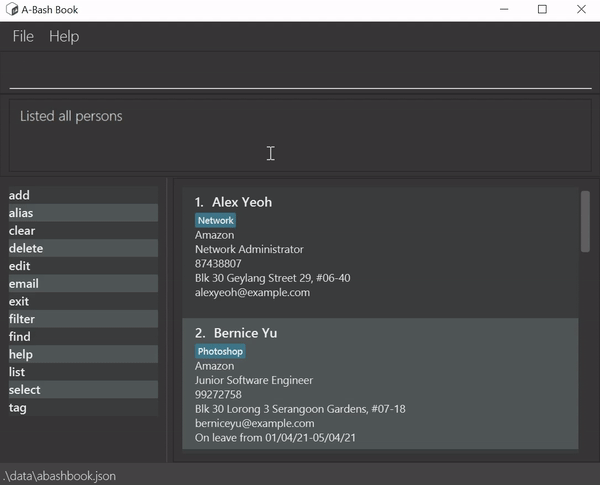 A-Bash Book
File Help
Listed all persons
add
alias
clear
delete
edit
email
exit
filter
find
help
list
select
tag
1. Alex Yeoh
Network
Amazon
Network Administrator
87438807
Blk 30 Geylang Street 29, #06-40
alexyeoh@example.com
2. Bernice Yu
Photoshop
Amazon
Junior Software Engineer
99272758
Blk 30 Lorong 3 Serangoon Gardens, #07-18
berniceyu@example.com
On leave from 01/04/21-05/04/21
.\data\abashbook.json